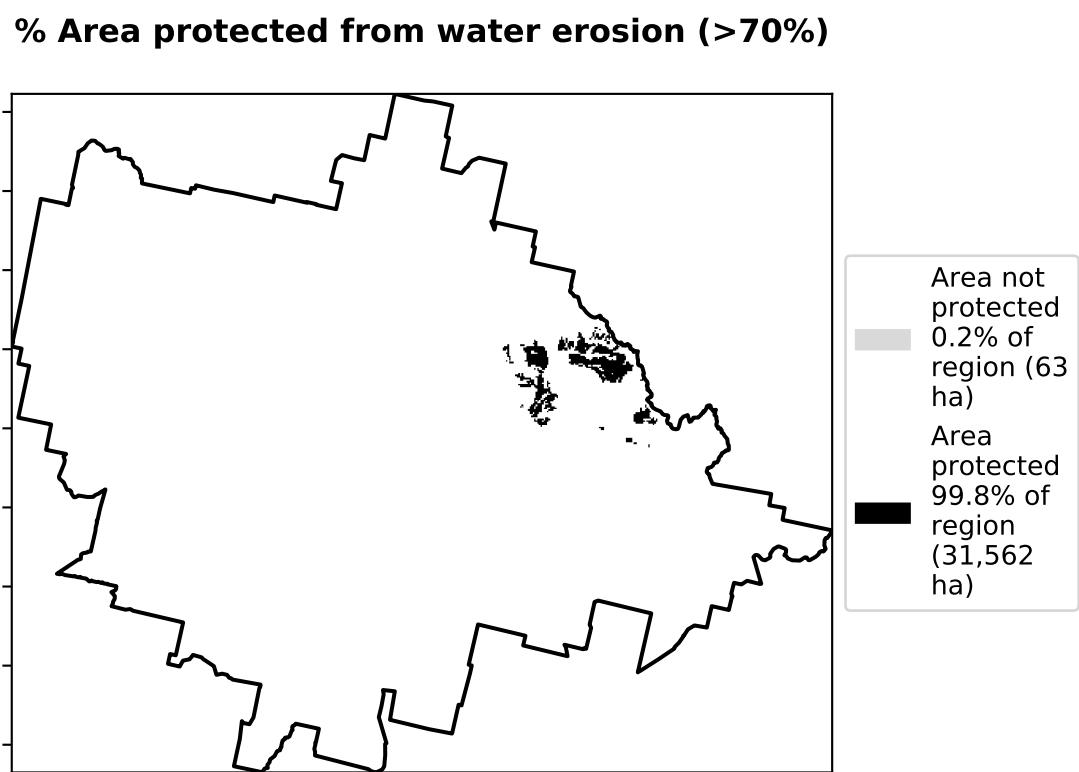 % Area protected from water erosion (>70%)
Area not
protected
0.2% of
region (63
ha)
Area
protected
99.8% of
region
(31,562
ha)